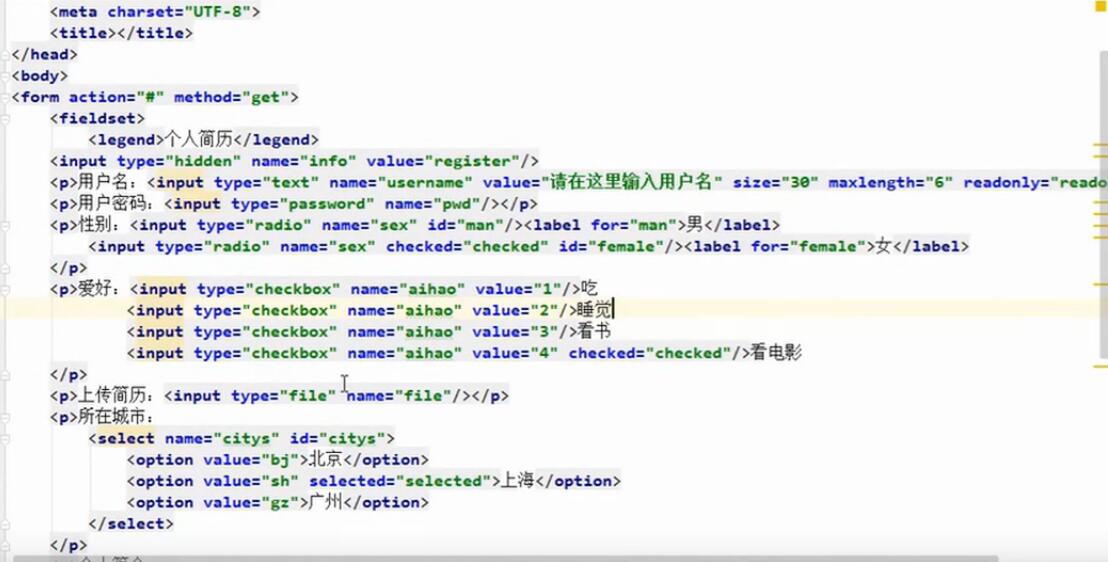 <meta charset="UTF-8">
<title></title>
</head>
<body>
<form action="#" method="get">
<fieldset>
<legend>个人简历</legend>
<input type="hidden" name="info" value="register"/>
<p>用户名：<input type="text" name="username" value="请在这里输入用户名" size="30" maxlength="6" readonly="reado
<p>用户密码：<input type="password" name="pwd"/></p>
<p>性别：<input type="radio" name="sex" id="man"/><label for="man">男</label>
<input type="radio" name="sex" checked="checked" id="female"/><label for="female">女</label>
</p>
<p>爱好：<input type="checkbox" name="aihao" value="1"/>吃
<input type="checkbox" name="aihao" value="2"/>睡觉
<input type="checkbox" name="aihao" value="3"/>看书
<input type="checkbox" name="aihao" value="4" checked="checked"/>看电影
</p>
<p>上传简历：<input type="file" name="file"/></p>
<p>所在城市：
<select name="citys" id="citys">
<option value="bj">北京</option>
<option value="sh" selected="selected">上海</option>
<option value="gz">广州</option>
</select>
</p>